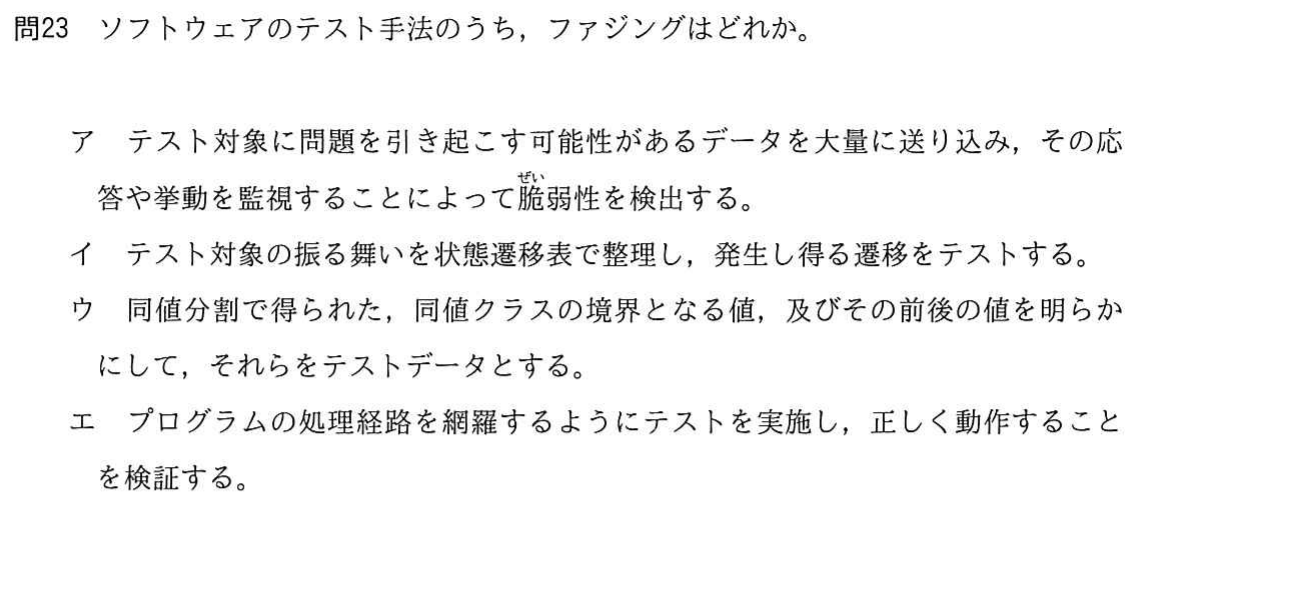 問23　ソフトウェアのテスト手法のうち，ファジングはどれか。
ア　テスト対象に問題を引き起こす可能性があるデータを大量に送り込み，その応
ぜい
答や挙動を監視することによって脆弱性を検出する。
イ　テスト対象の振る舞いを状態遷移表で整理し，発生し得る遷移をテストする。
ウ　同値分割で得られた，同値クラスの境界となる値，及びその前後の値を明らか
にして，それらをテストデータとする。
エ　プログラムの処理経路を網羅するようにテストを実施し，正しく動作すること
を検証する。